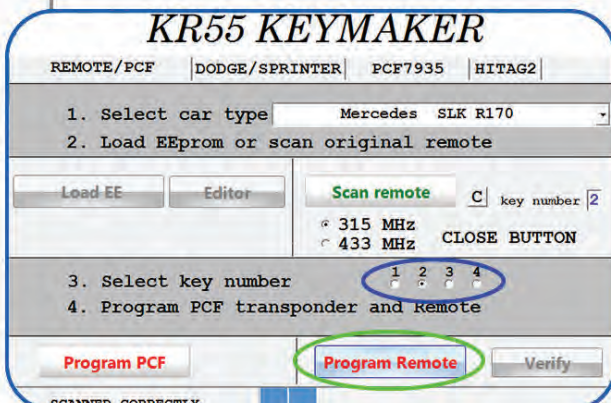 KR55 KEYMAKER
REMOTE/PCF |DODGE/SPRINTER| PCF7935 |HITAG2|
1. Select car type Mercedes SLK R170
2. Load EEprom or scan original remote
Load EE Editor Scan remote C key number 2
315 MHz
433 MHz CLOSE BUTTON
1 2 3 4
3. Select key number
4. Program PCF transponder and Remote
Program PCF Program Remote Verify
SCANNED CORRECTLY